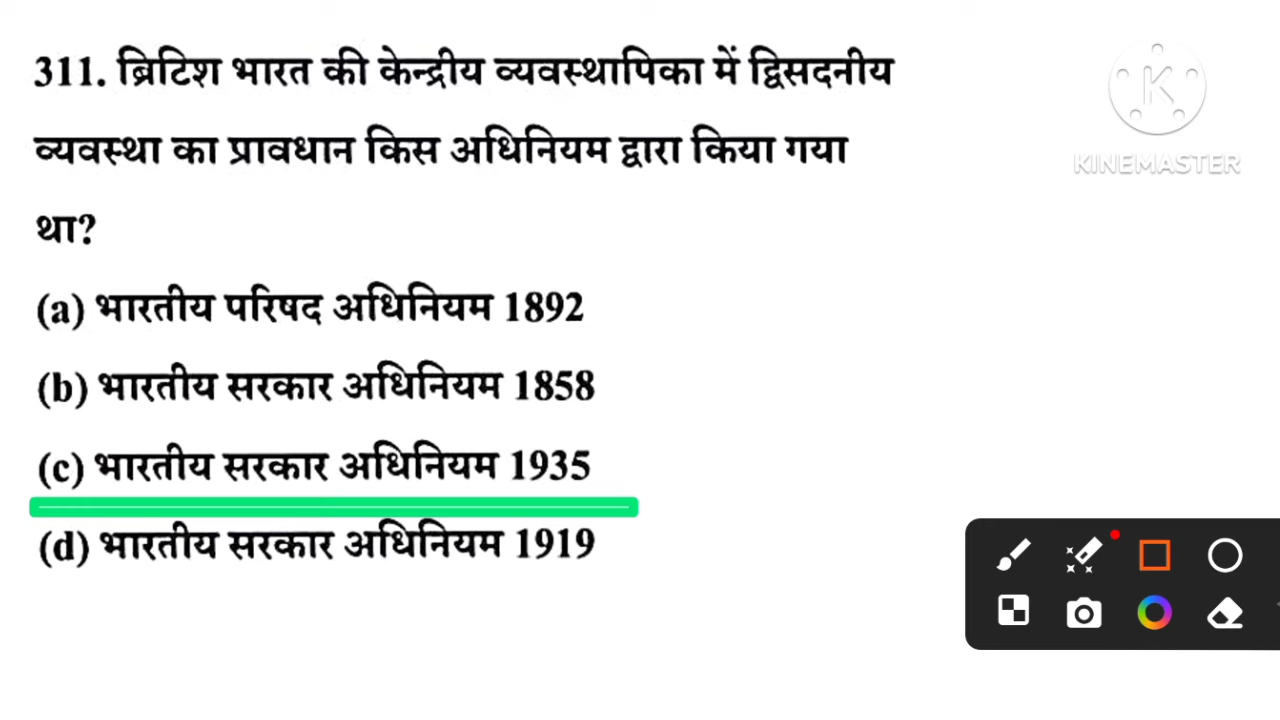 311. ब्रिटिश भारत की केन्द्रीय व्यवस्थापिका में द्विसदनीय
व्यवस्था का प्रावधान किस अधिनियम द्वारा किया गया
था?
(a) भारतीय परिषद अधिनियम 1892
(b) भारतीय सरकार अधिनियम 1858
(c) भारतीय सरकार अधिनियम 1935
(d) भारतीय सरकार अधिनियम 1919
K
KINEMASTER